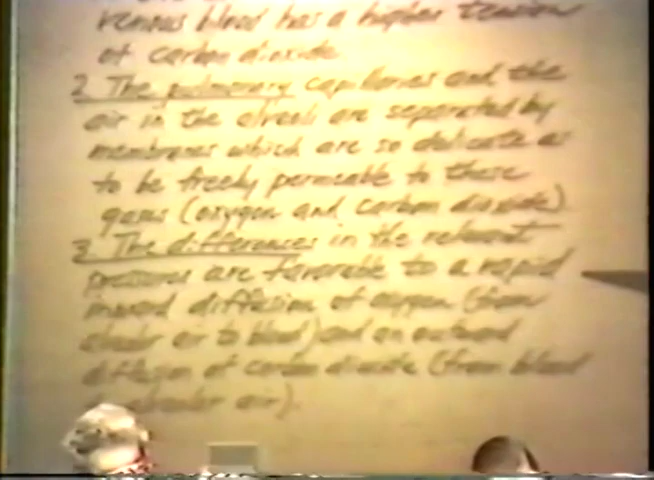 venous blood has a higher tension
of carbon dioxide.
2. The pulmonary capillaries and the
air in the alveoli are separated by
membranes which are so delicate as
to be freely permeable to these
gases (oxygen and carbon dioxide)
3. The differences in the relevant
pressures are favorable to a rapid
inward diffusion of oxygen (from
alveolar air to blood) and an outward
diffusion of carbon dioxide (from blood
alveolar air).